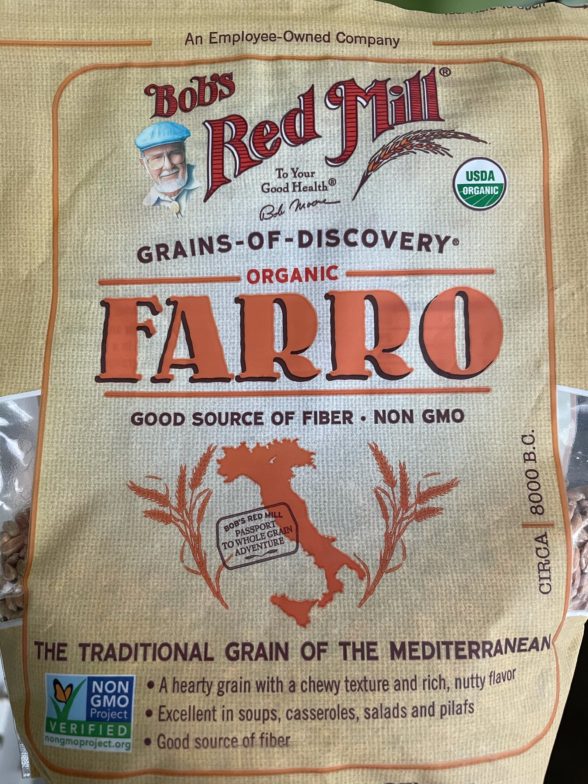 An Employee-Owned Company
Bob's
Red Mill®
To Your
Good Health®
Bob Moore
USDA
ORGANIC
GRAINS-OF-DISCOVERY®
ORGANIC
FARRO
GOOD SOURCE OF FIBER • NON GMO
BOB'S RED MILL
PASSPORT
TO WHOLE GRAIN
ADVENTURE
CIRCA | 8000 B.C.
THE TRADITIONAL GRAIN OF THE MEDITERRANEAN
NON
GMO
Project
VERIFIED
nongmoproject.org
• A hearty grain with a chewy texture and rich, nutty flavor
• Excellent in soups, casseroles, salads and pilafs
• Good source of fiber